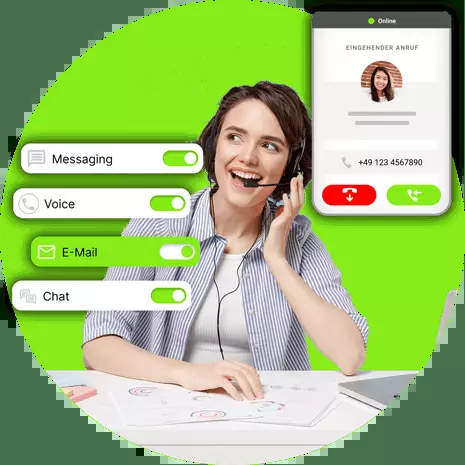 Online
EINGEHENDER ANRUF
+49 123 4567890
Messaging
Voice
E-Mail
Chat